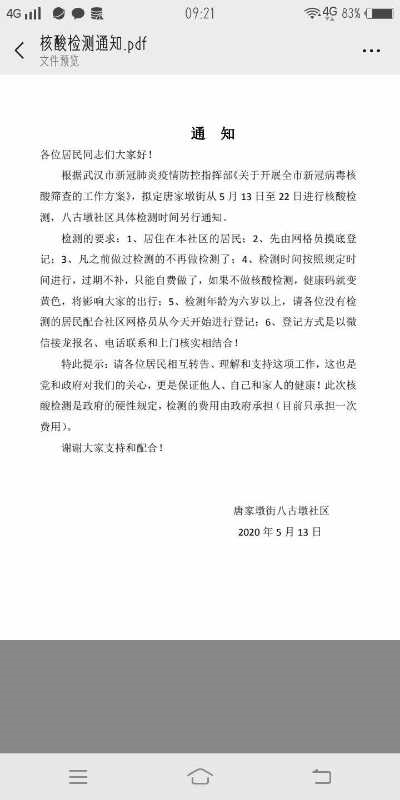 4G 09:21 4G 83%
核酸检测通知.pdf
文件预览
通 知
各位居民同志们大家好！
根据武汉市新冠肺炎疫情防控指挥部《关于开展全市新冠病毒核
酸筛查的工作方案》，拟定唐家墩街从 5 月 13 日至 22 日进行核酸检
测，八古墩社区具体检测时间另行通知。
检测的要求：1、居住在本社区的居民；2、先由网格员摸底登
记；3、凡之前做过检测的不再做检测了；4、检测时间按照规定时
间进行，过期不补，只能自费做了，如果不做核酸检测，健康码就变
黄色，将影响大家的出行；5、检测年龄为六岁以上，请各位没有检
测的居民配合社区网格员从今天开始进行登记；6、登记方式是以微
信接龙报名、电话联系和上门核实相结合！
特此提示：请各位居民相互转告、理解和支持这项工作，这也是
党和政府对我们的关心，更是保证他人、自己和家人的健康！此次核
酸检测是政府的硬性规定，检测的费用由政府承担（目前只承担一次
费用）。
谢谢大家支持和配合！
唐家墩街八古墩社区
2020 年 5 月 13 日